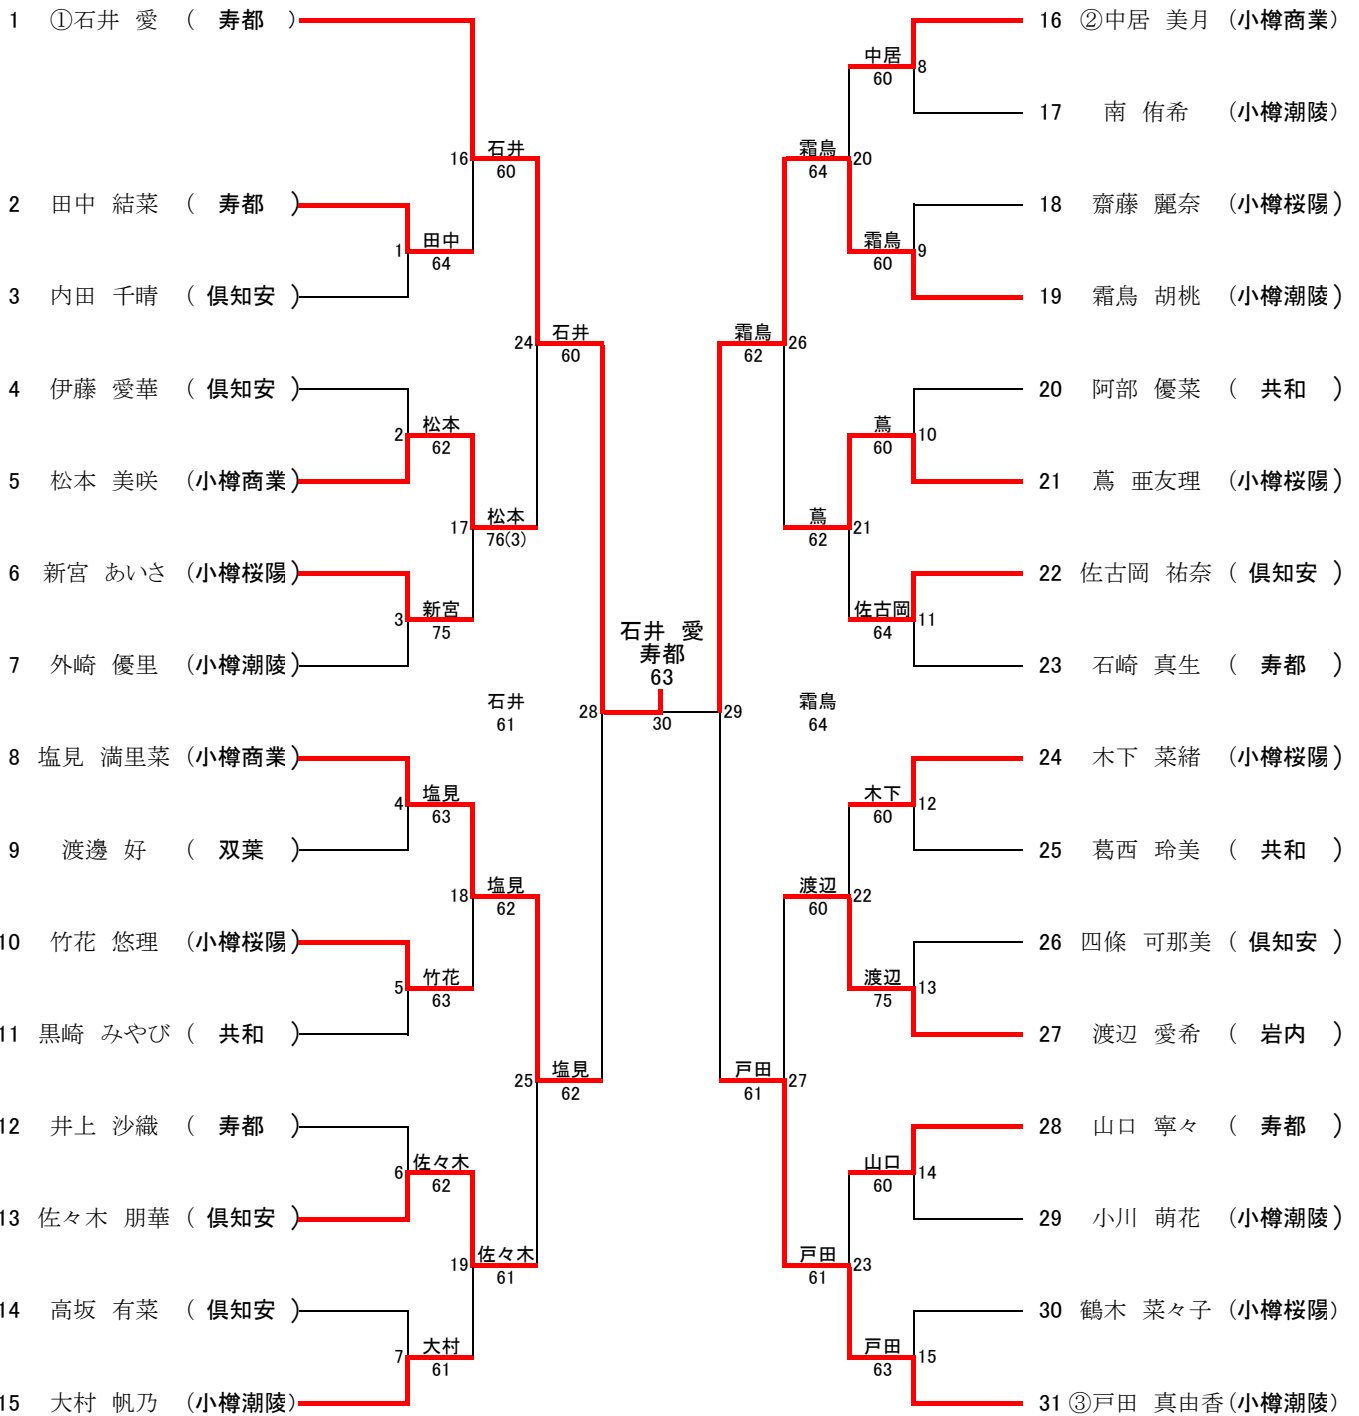 1 ①石井 愛 ( 寿都 )
2 田中 結菜 ( 寿都 )
3 内田 千晴 ( 倶知安 )
4 伊藤 愛華 ( 倶知安 )
5 松本 美咲 (小樽商業)
6 新宮 あいさ (小樽桜陽)
7 外崎 優里 (小樽潮陵)
8 塩見 満里菜 (小樽商業)
9 渡邊 好 ( 双葉 )
10 竹花 悠理 (小樽桜陽)
11 黒崎 みやび ( 共和 )
12 井上 沙織 ( 寿都 )
13 佐々木 朋華 ( 倶知安 )
14 高坂 有菜 ( 倶知安 )
15 大村 帆乃 (小樽潮陵)
1 田中
64
2 松本
62
3 新宮
75
4 塩見
63
5 竹花
63
6 佐々木
62
7 大村
61
16 石井
60
17 松本
76(3)
18 塩見
62
19 佐々木
61
24 石井
60
25 塩見
62
石井
61
28
石井 愛
寿都
63
30
29
霜鳥
64
霜鳥 26
62
戸田 27
61
霜鳥 20
64
蔦 21
62
渡辺 22
60
戸田 23
61
中居 8
60
霜鳥 9
60
蔦 10
60
佐古岡 11
64
木下 12
60
渡辺 13
75
山口 14
60
戸田 15
63
16 ②中居 美月 (小樽商業)
17 南 侑希 (小樽潮陵)
18 齋藤 麗奈 (小樽桜陽)
19 霜鳥 胡桃 (小樽潮陵)
20 阿部 優菜 ( 共和 )
21 蔦 亜友理 (小樽桜陽)
22 佐古岡 祐奈 ( 倶知安 )
23 石崎 真生 ( 寿都 )
24 木下 菜緒 (小樽桜陽)
25 葛西 玲美 ( 共和 )
26 四條 可那美 ( 倶知安 )
27 渡辺 愛希 ( 岩内 )
28 山口 寧々 ( 寿都 )
29 小川 萌花 (小樽潮陵)
30 鶴木 菜々子 (小樽桜陽)
31 ③戸田 真由香 (小樽潮陵)